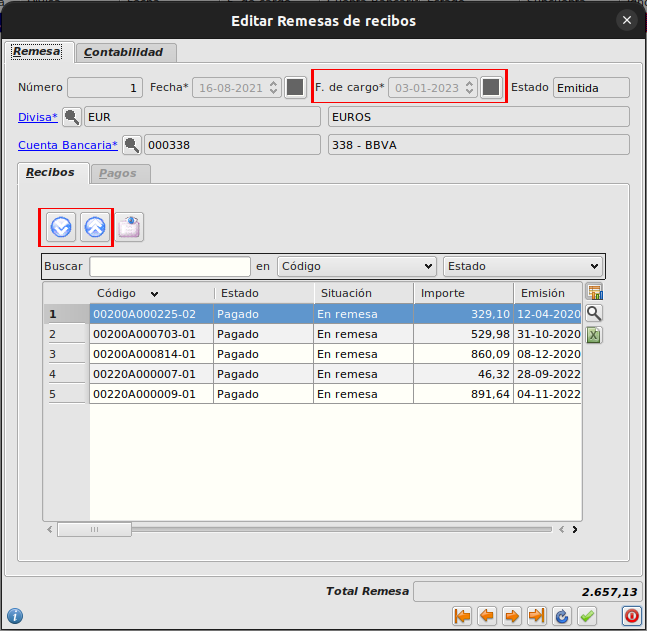 Editar Remesas de recibos
Remesa Contabilidad
Número 1 Fecha* 16-08-2021 F. de cargo* 03-01-2023 Estado Emitida
Divisa* EUR EUROS
Cuenta Bancaria* 000338 338 - BBVA
Recibos Pagos
Buscar en Código Estado
Código Estado Situación Importe Emisión
1 00200A000225-02 Pagado En remesa 329,10 12-04-2020
2 00200A000703-01 Pagado En remesa 529,98 31-10-2020
3 00200A000814-01 Pagado En remesa 860,09 08-12-2020
4 00220A000007-01 Pagado En remesa 46,32 28-09-2022
5 00220A000009-01 Pagado En remesa 891,64 04-11-2022
Total Remesa 2.657,13